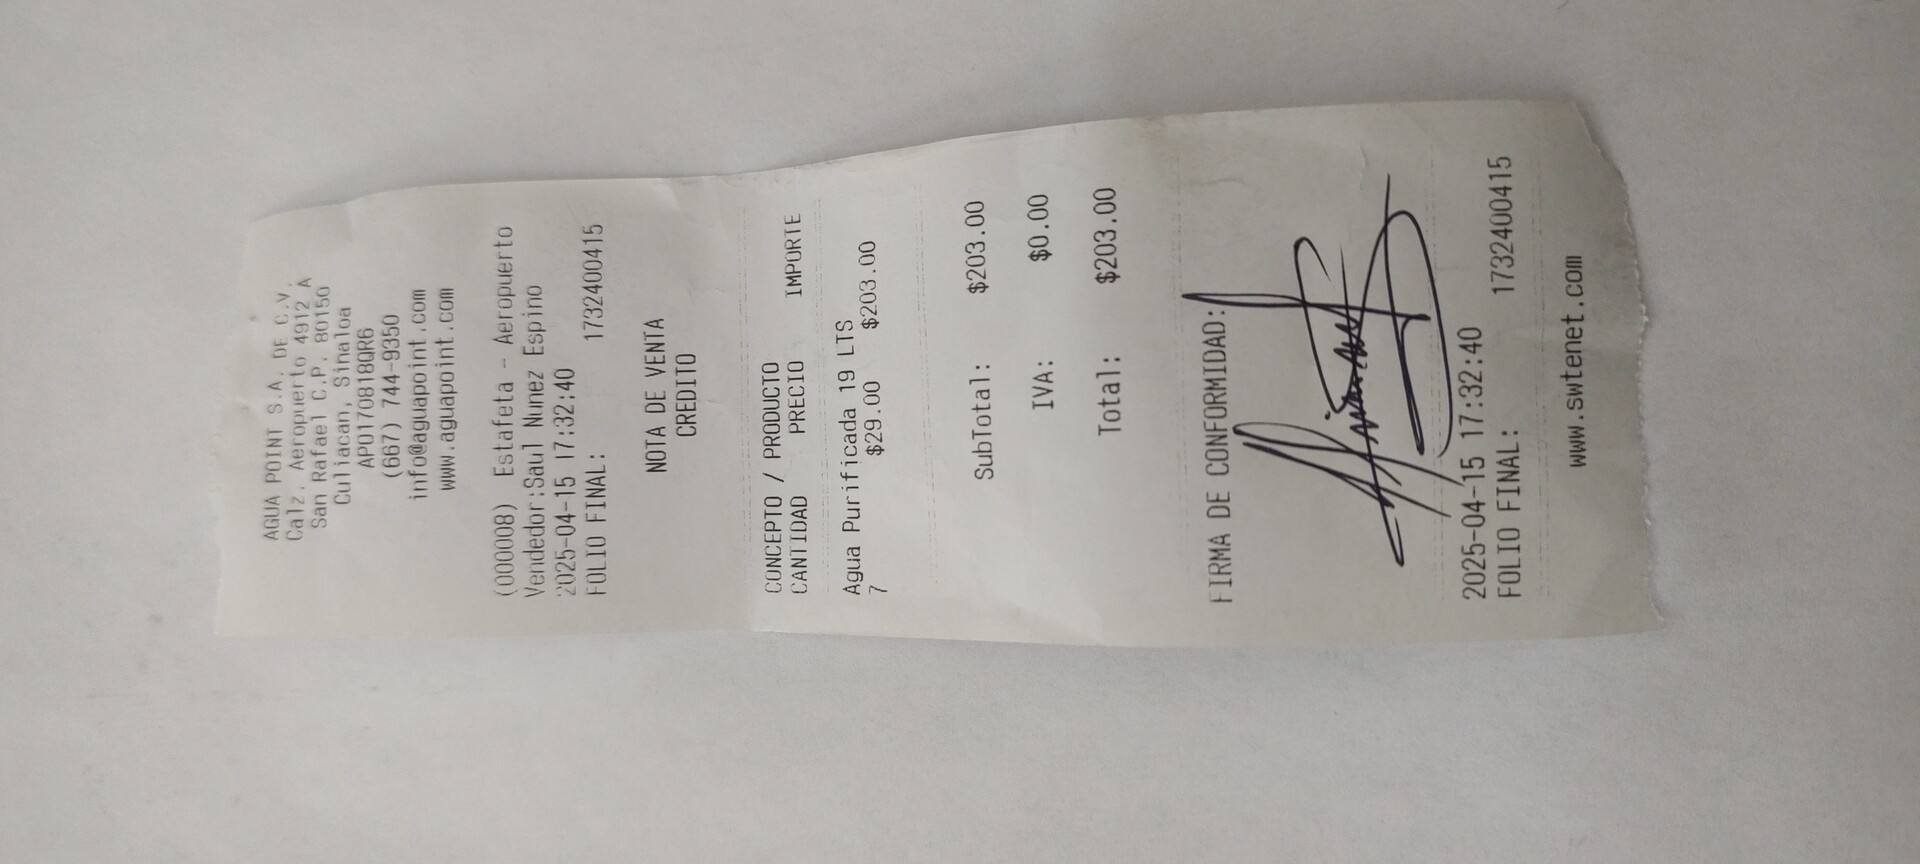 AGUA POINT S.A. DE C.V.
Calz. Aeropuerto 4912 A
San Rafael C.P. 80150
Culiacan, Sinaloa
APO170818QR6
(667) 744-9350
info@aguapoint.com
www.aguapoint.com
(000008) Estafeta - Aeropuerto
Vendedor:Saul Nunez Espino
2025-04-15 17:32:40
FOLIO FINAL: 1732400415
NOTA DE VENTA
CREDITO
CONCEPTO / PRODUCTO
CANTIDAD PRECIO IMPORTE
Agua Purificada 19 LTS
7 $29.00 $203.00
SubTotal: $203.00
IVA: $0.00
Total: $203.00
FIRMA DE CONFORMIDAD:
2025-04-15 17:32:40
FOLIO FINAL: 1732400415
www.swtenet.com